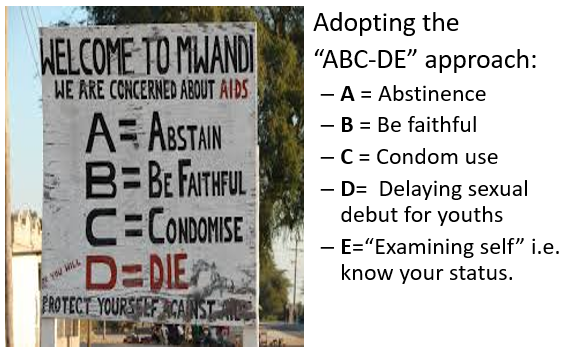 WELCOME TO MWANDI
WE ARE CONCERNED ABOUT AIDS
A = ABSTAIN
B = BE FAITHFUL
C = CONDOMISE
YOU WILL
D = DIE
PROTECT YOURSELF AGAINST
Adopting the
“ABC-DE” approach:
– A = Abstinence
– B = Be faithful
– C = Condom use
– D= Delaying sexual
debut for youths
– E=“Examining self” i.e.
know your status.